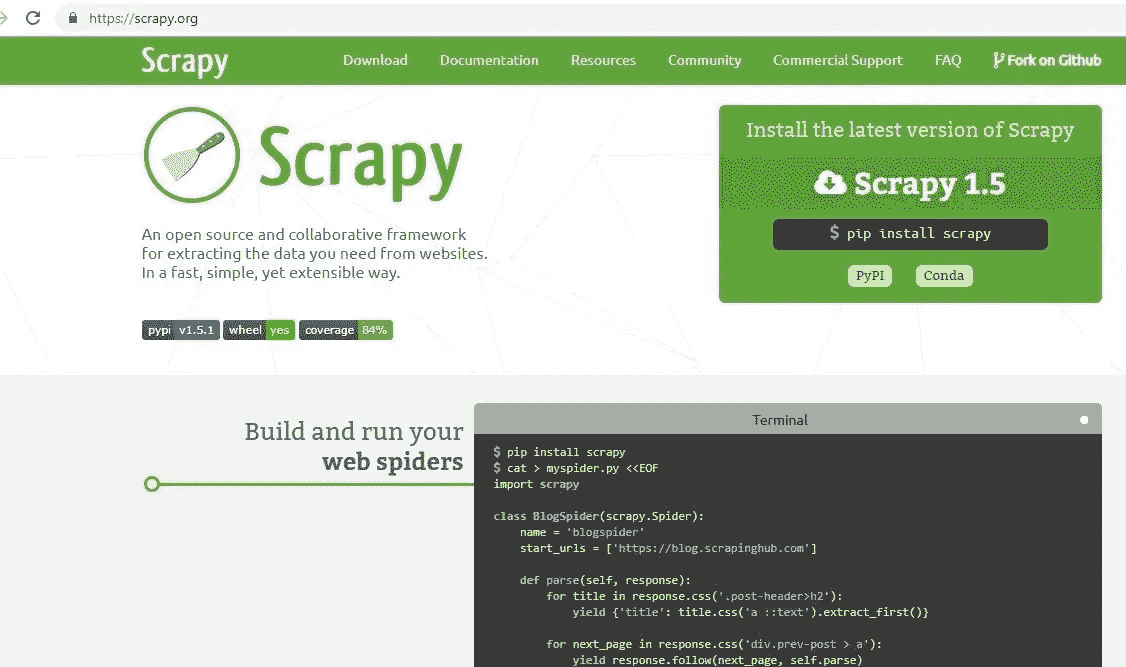 https://scrapy.org
Scrapy Download Documentation Resources Community Commercial Support FAQ Fork on Github
Scrapy
An open source and collaborative framework
for extracting the data you need from websites.
In a fast, simple, yet extensible way.
pypi v1.5.1 wheel yes coverage 84%
Install the latest version of Scrapy
Scrapy 1.5
$ pip install scrapy
PyPI Conda
Build and run your
web spiders
Terminal
$ pip install scrapy
$ cat > myspider.py <<EOF
import scrapy
class BlogSpider(scrapy.Spider):
    name = 'blogspider'
    start_urls = ['https://blog.scrapinghub.com']
    def parse(self, response):
        for title in response.css('.post-header>h2'):
            yield {'title': title.css('a ::text').extract_first()}
        for next_page in response.css('div.prev-post > a'):
            yield response.follow(next_page, self.parse)